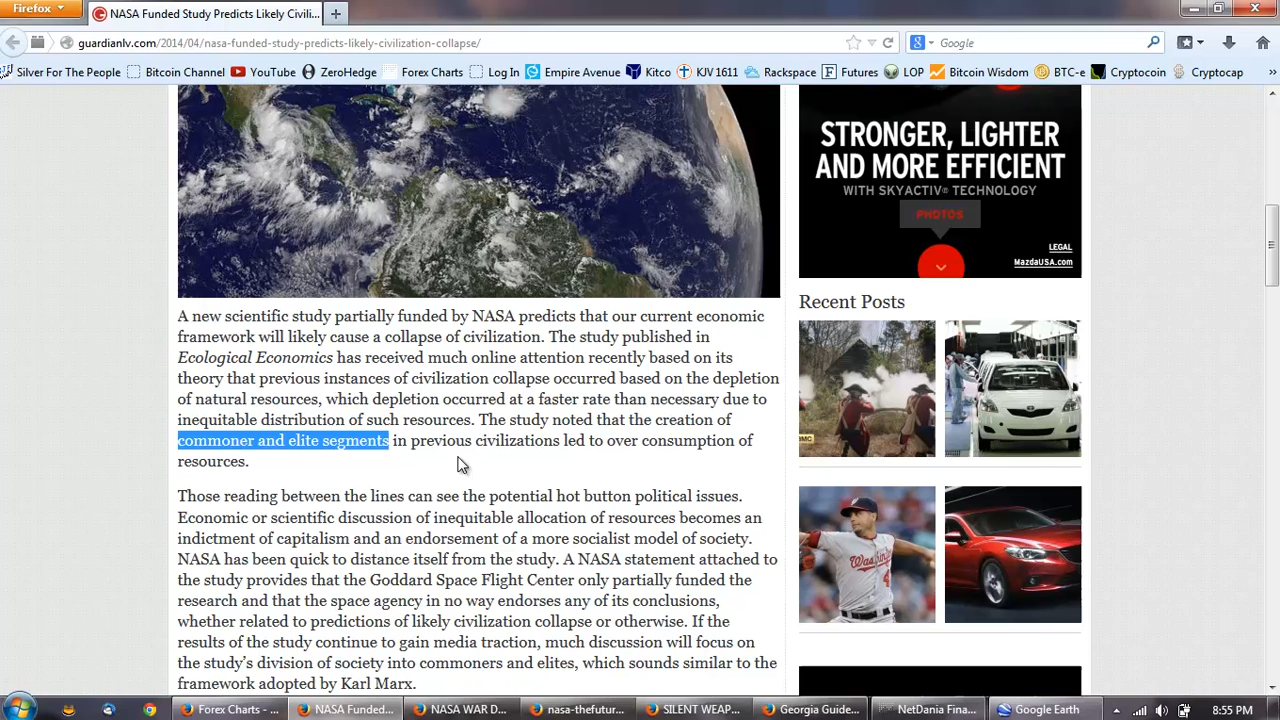 Firefox
NASA Funded Study Predicts Likely Civili...
guardianlv.com/2014/04/nasa-funded-study-predicts-likely-civilization-collapse/
Google
Silver For The People
Bitcoin Channel
YouTube
ZeroHedge
Forex Charts
Log In
Empire Avenue
Kitco
KJV 1611
Rackspace
Futures
LOP
Bitcoin Wisdom
BTC-e
Cryptocoin
Cryptocap
STRONGER, LIGHTER
AND MORE EFFICIENT
WITH SKYACTIV® TECHNOLOGY
PHOTOS
LEGAL
MazdaUSA.com
A new scientific study partially funded by NASA predicts that our current economic
framework will likely cause a collapse of civilization. The study published in
Ecological Economics has received much online attention recently based on its
theory that previous instances of civilization collapse occurred based on the depletion
of natural resources, which depletion occurred at a faster rate than necessary due to
inequitable distribution of such resources. The study noted that the creation of
commoner and elite segments in previous civilizations led to over consumption of
resources.
Those reading between the lines can see the potential hot button political issues.
Economic or scientific discussion of inequitable allocation of resources becomes an
indictment of capitalism and an endorsement of a more socialist model of society.
NASA has been quick to distance itself from the study. A NASA statement attached to
the study provides that the Goddard Space Flight Center only partially funded the
research and that the space agency in no way endorses any of its conclusions,
whether related to predictions of likely civilization collapse or otherwise. If the
results of the study continue to gain media traction, much discussion will focus on
the study's division of society into commoners and elites, which sounds similar to the
framework adopted by Karl Marx.
Recent Posts
Forex Charts - ...
NASA Funded...
NASA WAR D...
nasa-thefutur...
SILENT WEAP...
Georgia Guide...
NetDania Fina...
Google Earth
8:55 PM